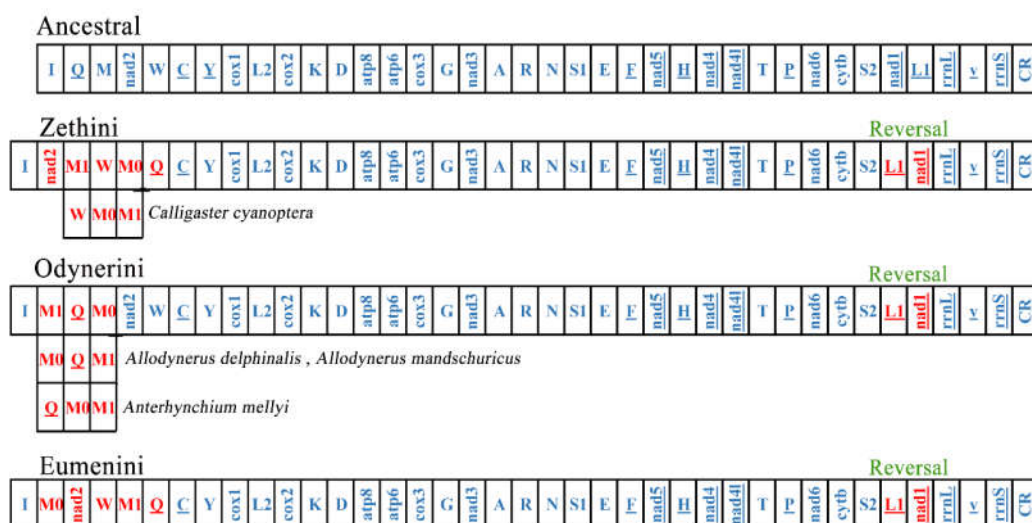 Ancestral
I Q M nad2 W C Y cox1 L2 cox2 K D atp8 atp6 cox3 G nad3 A R N S1 E F nad5 H nad4 nad4l T P nad6 cytb S2 nad1 L1 rrnL v rrnS CR
Zethini Reversal
I nad2 M1 W M0 Q C Y cox1 L2 cox2 K D atp8 atp6 cox3 G nad3 A R N S1 E F nad5 H nad4 nad4l T P nad6 cytb S2 L1 nad1 rrnL v rrnS CR
W M0 M1 Calligaster cyanoptera
Odynerini Reversal
I M1 Q M0 nad2 W C Y cox1 L2 cox2 K D atp8 atp6 cox3 G nad3 A R N S1 E F nad5 H nad4 nad4l T P nad6 cytb S2 L1 nad1 rrnL v rrnS CR
M0 Q M1 Allodynerus delphinalis , Allodynerus mandschuricus
Q M0 M1 Anterhynchium mellyi
Eumenini Reversal
I M0 nad2 W M1 Q C Y cox1 L2 cox2 K D atp8 atp6 cox3 G nad3 A R N S1 E F nad5 H nad4 nad4l T P nad6 cytb S2 L1 nad1 rrnL v rrnS CR